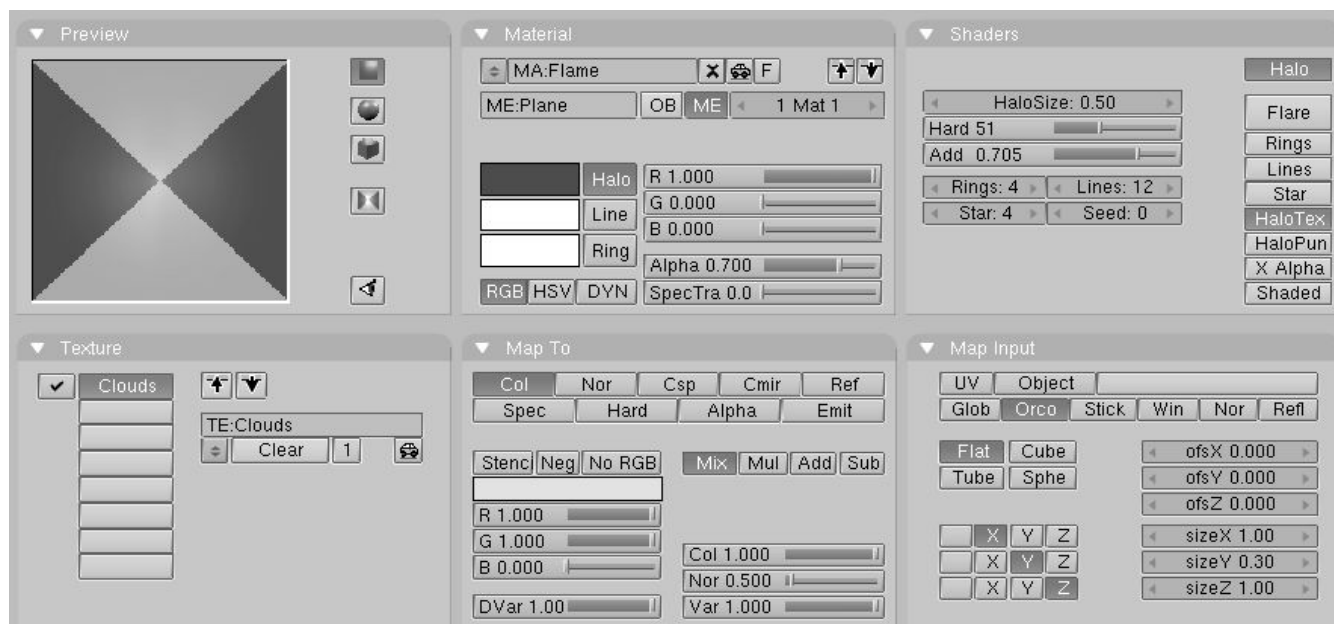 Preview
Material
MA:Flame
F
ME:Plane
OB
ME
1 Mat 1
Halo
Line
Ring
R 1.000
G 0.000
B 0.000
Alpha 0.700
SpecTra 0.0
RGB
HSV
DYN
Shaders
Halo
HaloSize: 0.50
Hard 51
Add 0.705
Rings: 4
Lines: 12
Star: 4
Seed: 0
Flare
Rings
Lines
Star
HaloTex
HaloPun
X Alpha
Shaded
Texture
Clouds
TE:Clouds
Clear
1
Map To
Col
Nor
Csp
Cmir
Ref
Spec
Hard
Alpha
Emit
Stenc
Neg
No RGB
Mix
Mul
Add
Sub
R 1.000
G 1.000
B 0.000
DVar 1.00
Col 1.000
Nor 0.500
Var 1.000
Map Input
UV
Object
Glob
Orco
Stick
Win
Nor
Refl
Flat
Cube
Tube
Sphe
ofsX 0.000
ofsY 0.000
ofsZ 0.000
X Y Z
X Y Z
X Y Z
sizeX 1.00
sizeY 0.30
sizeZ 1.00